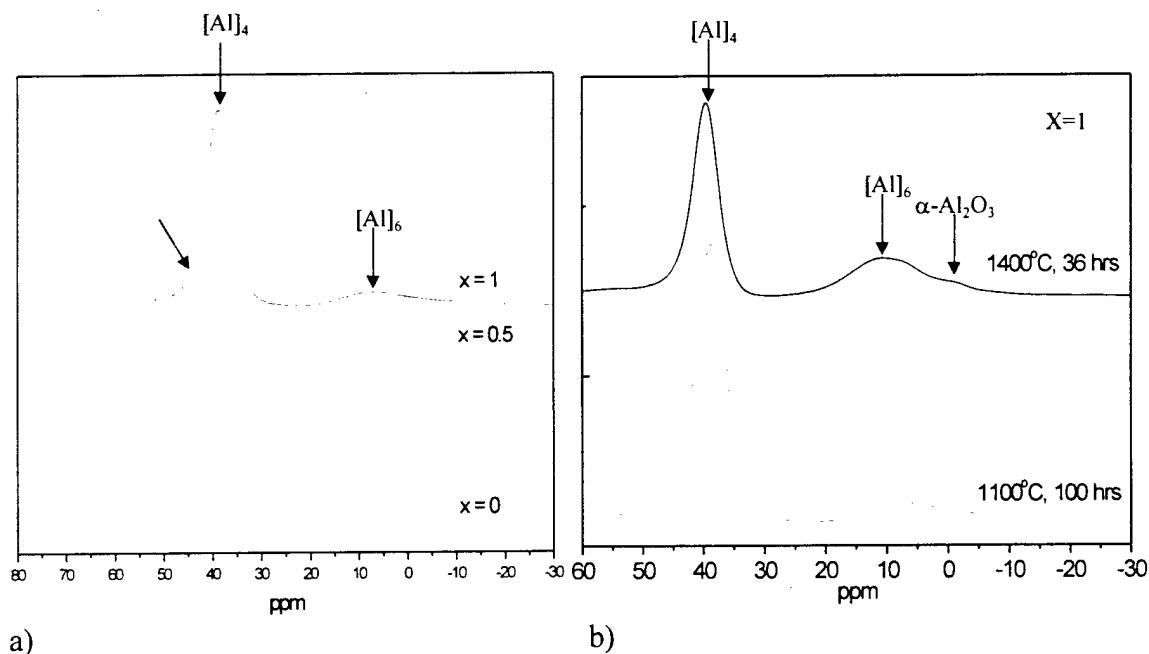 [Al]₄
[Al]₆
x = 1
x = 0.5
x = 0
80 70 60 50 40 30 20 10 0 -10 -20 -30
ppm
a)
[Al]₄
X=1
[Al]₆
α-Al₂O₃
1400°C, 36 hrs
1100°C, 100 hrs
60 50 40 30 20 10 0 -10 -20 -30
ppm
b)